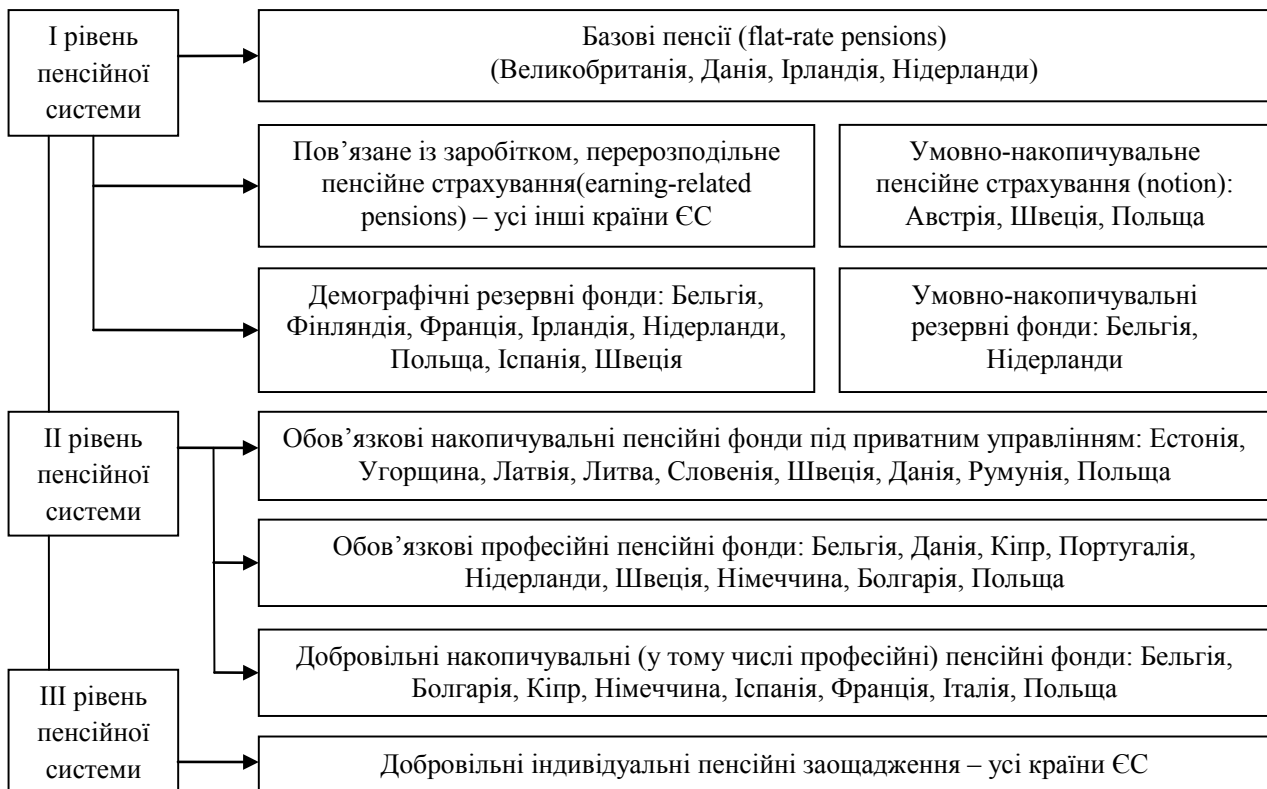 І рівень
пенсійної
системи
Базові пенсії (flat-rate pensions)
(Великобританія, Данія, Ірландія, Нідерланди)
Пов’язане із заробітком, перерозподільне
пенсійне страхування(earning-related
pensions) – усі інші країни ЄС
Умовно-накопичувальне
пенсійне страхування (notion):
Австрія, Швеція, Польща
Демографічні резервні фонди: Бельгія,
Фінляндія, Франція, Ірландія, Нідерланди,
Польща, Іспанія, Швеція
Умовно-накопичувальні
резервні фонди: Бельгія,
Нідерланди
ІІ рівень
пенсійної
системи
Обов’язкові накопичувальні пенсійні фонди під приватним управлінням: Естонія,
Угорщина, Латвія, Литва, Словенія, Швеція, Данія, Румунія, Польща
Обов’язкові професійні пенсійні фонди: Бельгія, Данія, Кіпр, Португалія,
Нідерланди, Швеція, Німеччина, Болгарія, Польща
Добровільні накопичувальні (у тому числі професійні) пенсійні фонди: Бельгія,
Болгарія, Кіпр, Німеччина, Іспанія, Франція, Італія, Польща
ІІІ рівень
пенсійної
системи
Добровільні індивідуальні пенсійні заощадження – усі країни ЄС